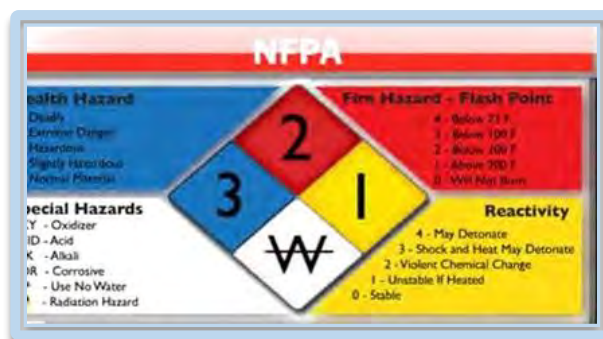 NFPA
ealth Hazard
Deadly
Extreme Danger
Hazardous
Slightly Hazardous
Normal Material
Fire Hazard - Flash Point
4 - Below 73 F
3 - Below 100 F
2 - Below 200 F
1 - Above 200 F
0 - Will Not Burn
2
3
1
W
ecial Hazards
Y - Oxidizer
ID - Acid
K - Alkali
OR - Corrosive
- Use No Water
- Radiation Hazard
Reactivity
4 - May Detonate
3 - Shock and Heat May Detonate
2 - Violent Chemical Change
1 - Unstable If Heated
0 - Stable